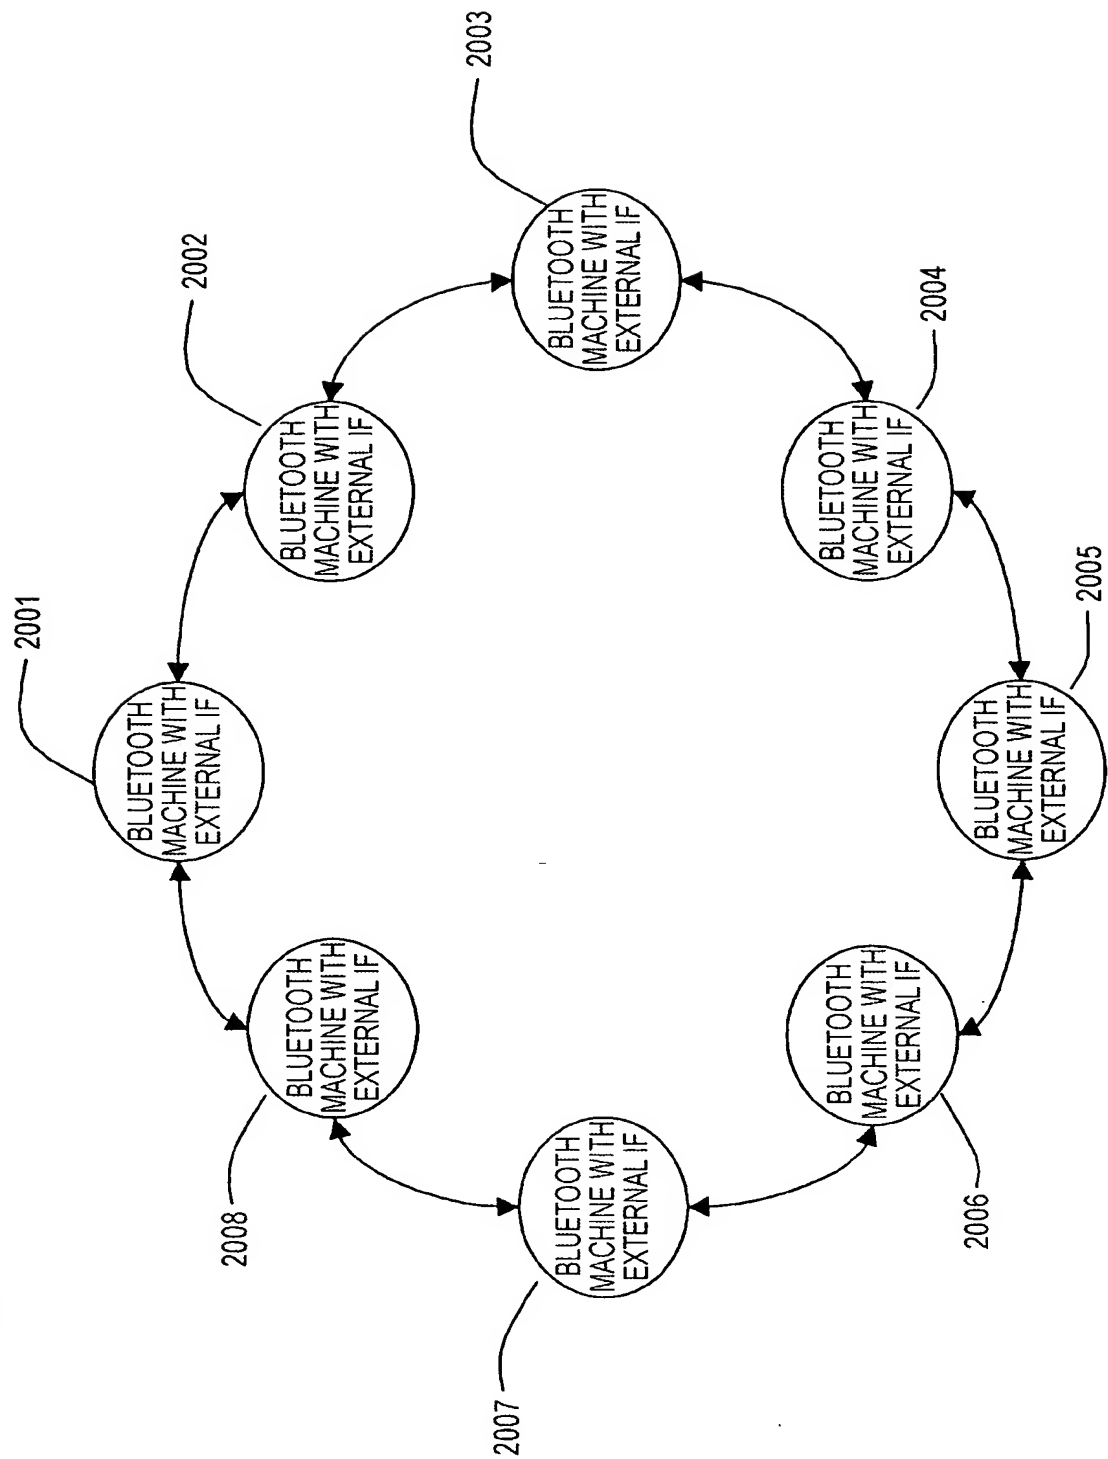 2001
BLUETOOTH
MACHINE WITH
EXTERNAL IF
2002
BLUETOOTH
MACHINE WITH
EXTERNAL IF
2003
BLUETOOTH
MACHINE WITH
EXTERNAL IF
2004
BLUETOOTH
MACHINE WITH
EXTERNAL IF
2005
BLUETOOTH
MACHINE WITH
EXTERNAL IF
2006
BLUETOOTH
MACHINE WITH
EXTERNAL IF
2007
BLUETOOTH
MACHINE WITH
EXTERNAL IF
2008
BLUETOOTH
MACHINE WITH
EXTERNAL IF